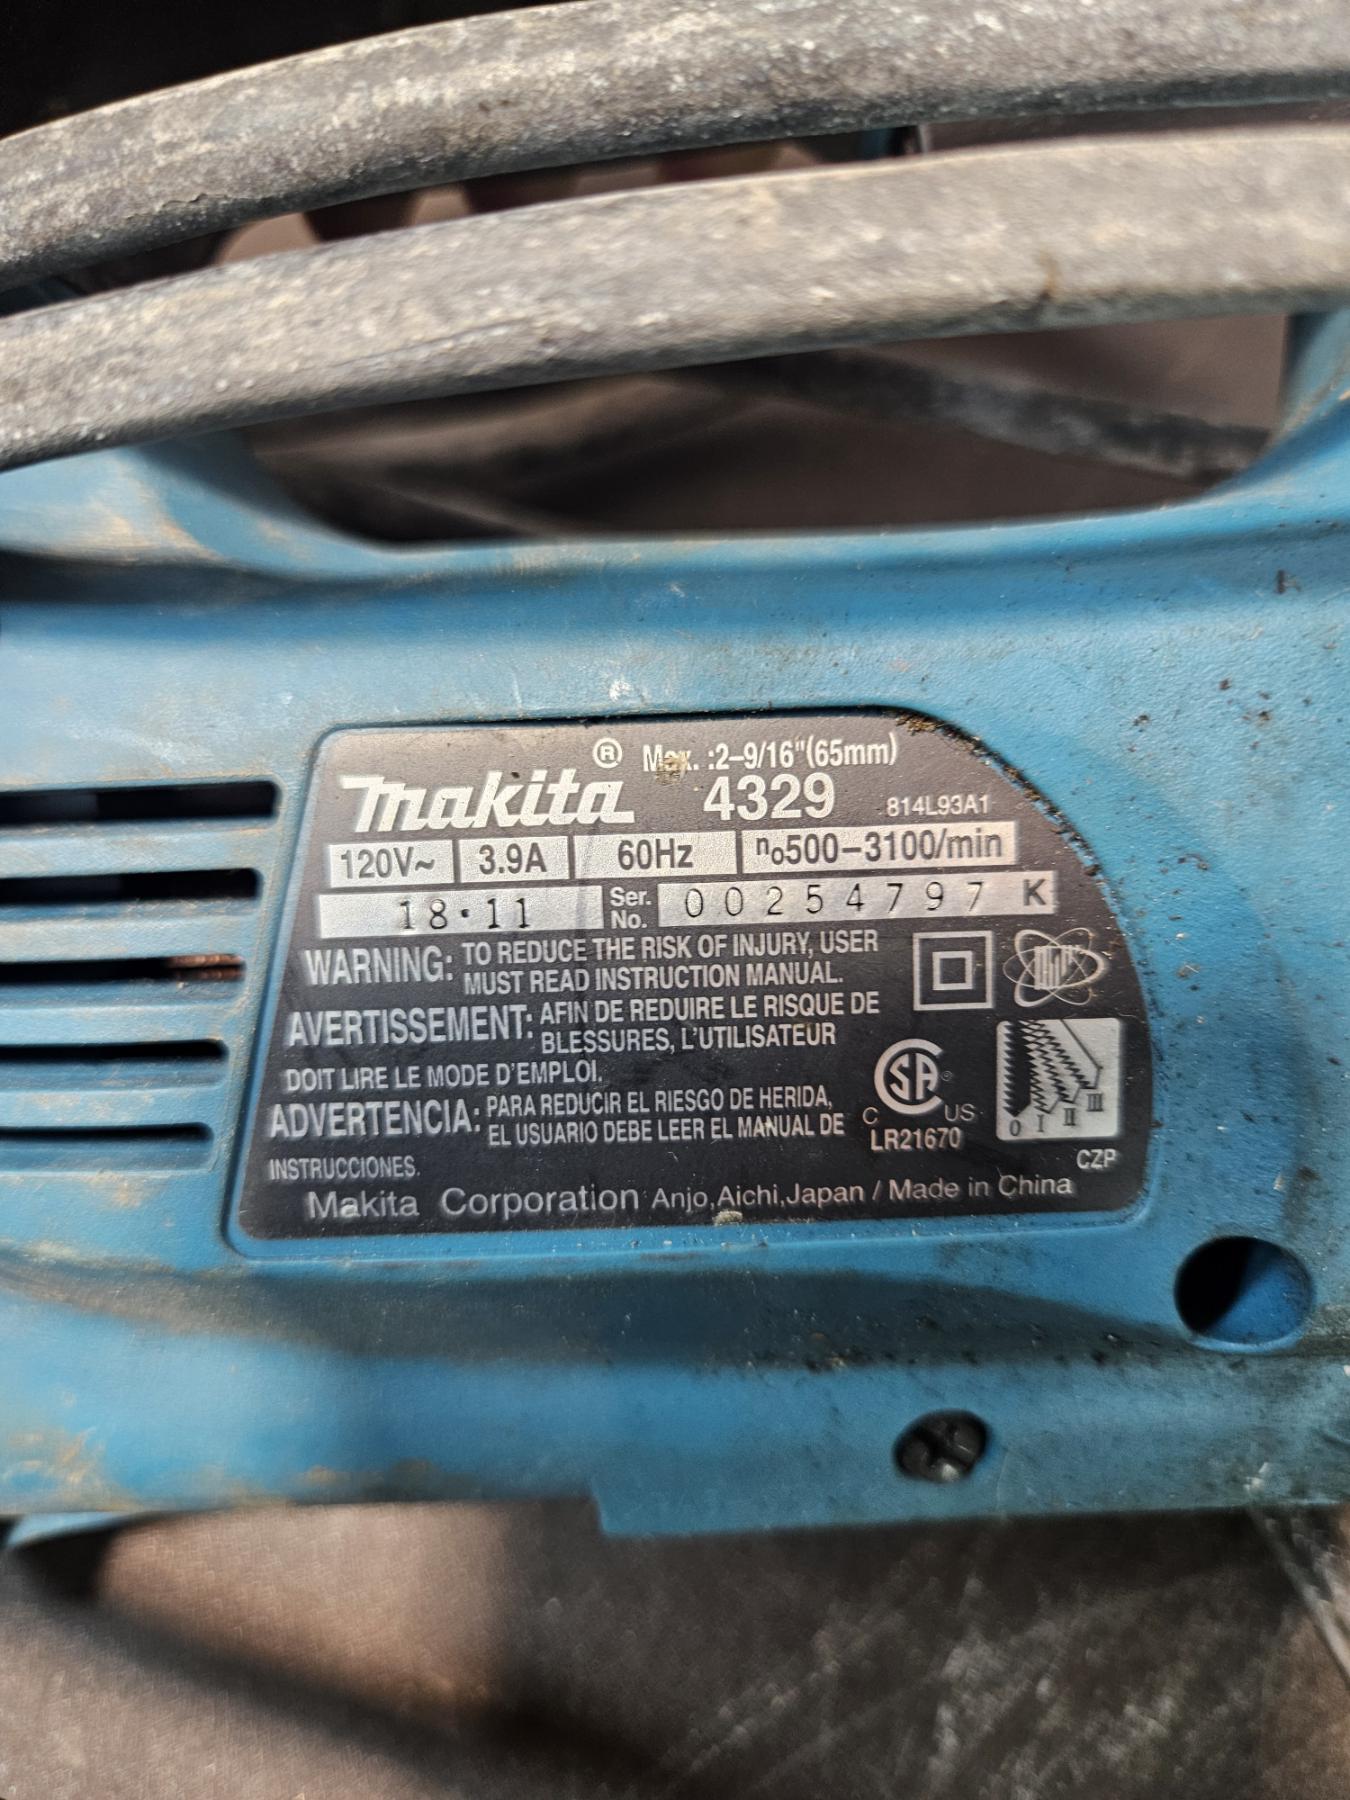 ® Max. :2-9/16"(65mm)
makita 4329 814L93A1
120V~ 3.9A 60Hz no500-3100/min
18・11 Ser. No. 00254797 K
WARNING: TO REDUCE THE RISK OF INJURY, USER
MUST READ INSTRUCTION MANUAL.
AVERTISSEMENT: AFIN DE REDUIRE LE RISQUE DE
BLESSURES, L'UTILISATEUR
DOIT LIRE LE MODE D'EMPLOI.
ADVERTENCIA: PARA REDUCIR EL RIESGO DE HERIDA,
EL USUARIO DEBE LEER EL MANUAL DE
INSTRUCCIONES.
C SA ® US
LR21670
0 I II III
CZP
Makita Corporation Anjo,Aichi,Japan / Made in China